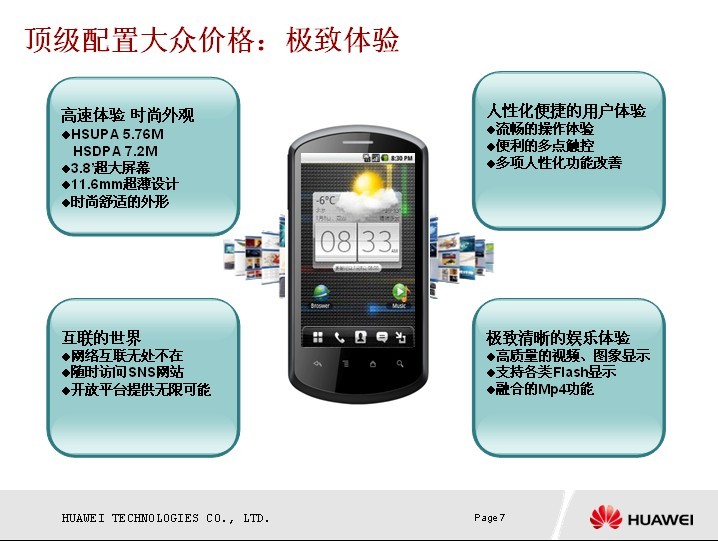 顶级配置大众价格：极致体验
高速体验 时尚外观
◆HSUPA 5.76M
HSDPA 7.2M
◆3.8'超大屏幕
◆11.6mm超薄设计
◆时尚舒适的外形
人性化便捷的用户体验
◆流畅的操作体验
◆便利的多点触控
◆多项人性化功能改善
8:30 PM
-6°C
08 33
Broswer
Music
互联的世界
◆网络互联无处不在
◆随时访问SNS网站
◆开放平台提供无限可能
极致清晰的娱乐体验
◆高质量的视频、图象显示
◆支持各类Flash显示
◆融合的Mp4功能
HUAWEI TECHNOLOGIES CO., LTD.
Page 7
HUAWEI